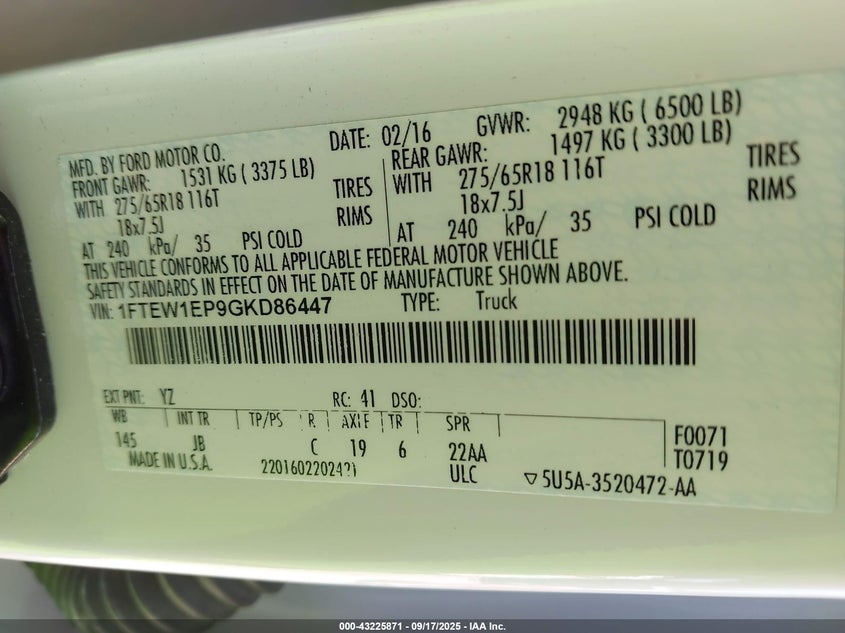 MFD. BY FORD MOTOR CO.
DATE: 02/16 GVWR: 2948 KG ( 6500 LB)
FRONT GAWR: 1531 KG ( 3375 LB)
WITH 275/65R18 116T TIRES
18x7.5J RIMS
AT 240 kPa/ 35 PSI COLD
REAR GAWR: 1497 KG ( 3300 LB)
WITH 275/65R18 116T TIRES
18x7.5J RIMS
AT 240 kPa/ 35 PSI COLD
THIS VEHICLE CONFORMS TO ALL APPLICABLE FEDERAL MOTOR VEHICLE
SAFETY STANDARDS IN EFFECT ON THE DATE OF MANUFACTURE SHOWN ABOVE.
VIN: 1FTEW1EP9GKD86447 TYPE: Truck
EXT PNT: YZ RC: 41 DSO:
WB INT TR TP/PS R AXLE TR SPR
145 JB C 19 6 22AA
F0071
T0719
MADE IN U.S.A.
ULC ▽5U5A-3520472-AA
000-43225871 - 09/17/2025 - IAA Inc.